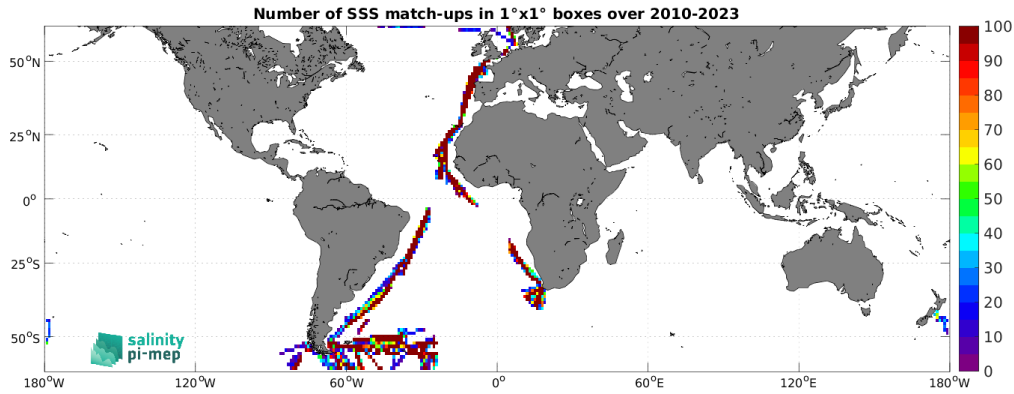 Number of SSS match-ups in 1°x1° boxes over 2010-2023
50°N
25°N
0°
25°S
50°S
180°W
120°W
60°W
0°
60°E
120°E
180°W
100
90
80
70
60
50
40
30
20
10
0
salinity
pi-mep